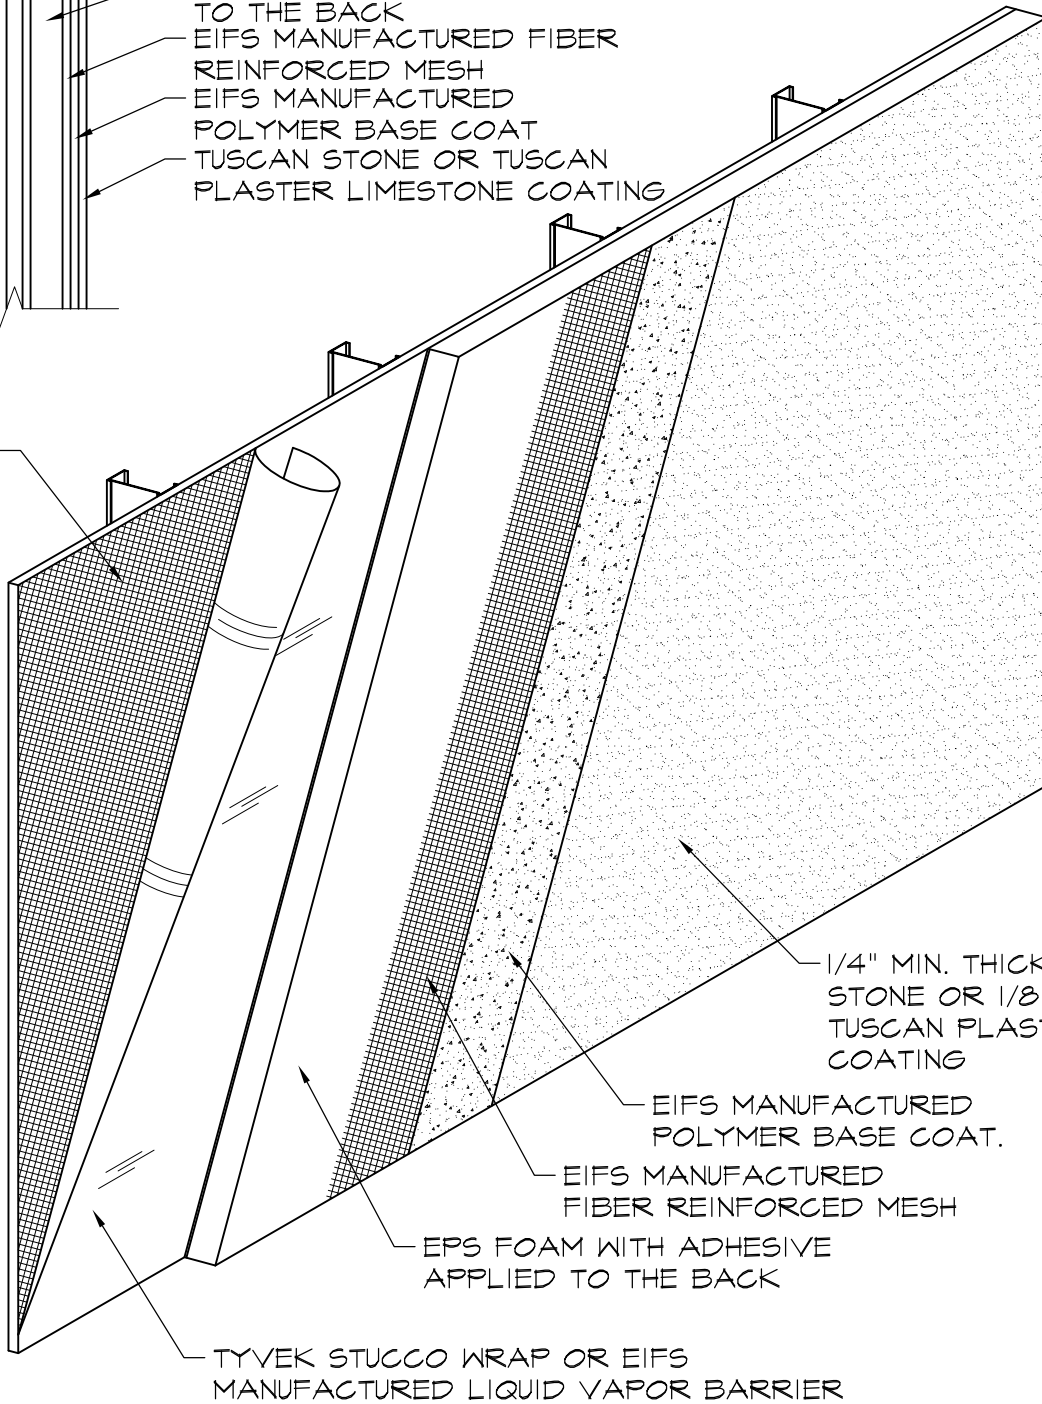 TO THE BACK
EIFS MANUFACTURED FIBER
REINFORCED MESH
EIFS MANUFACTURED
POLYMER BASE COAT
TUSCAN STONE OR TUSCAN
PLASTER LIMESTONE COATING
1/4" MIN. THICK
STONE OR 1/8
TUSCAN PLAST
COATING
EIFS MANUFACTURED
POLYMER BASE COAT.
EIFS MANUFACTURED
FIBER REINFORCED MESH
EPS FOAM WITH ADHESIVE
APPLIED TO THE BACK
TYVEK STUCCO WRAP OR EIFS
MANUFACTURED LIQUID VAPOR BARRIER